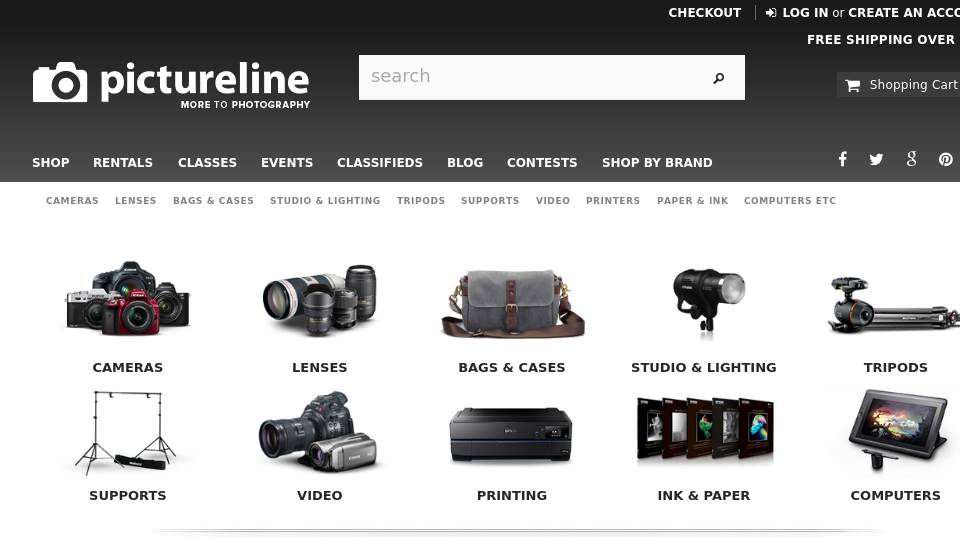 CHECKOUT LOG IN or CREATE AN ACCO
FREE SHIPPING OVER
pictureline
MORE TO PHOTOGRAPHY
search
Shopping Cart
SHOP RENTALS CLASSES EVENTS CLASSIFIEDS BLOG CONTESTS SHOP BY BRAND
CAMERAS LENSES BAGS & CASES STUDIO & LIGHTING TRIPODS SUPPORTS VIDEO PRINTERS PAPER & INK COMPUTERS ETC
CAMERAS LENSES BAGS & CASES STUDIO & LIGHTING TRIPODS
SUPPORTS VIDEO PRINTING INK & PAPER COMPUTERS